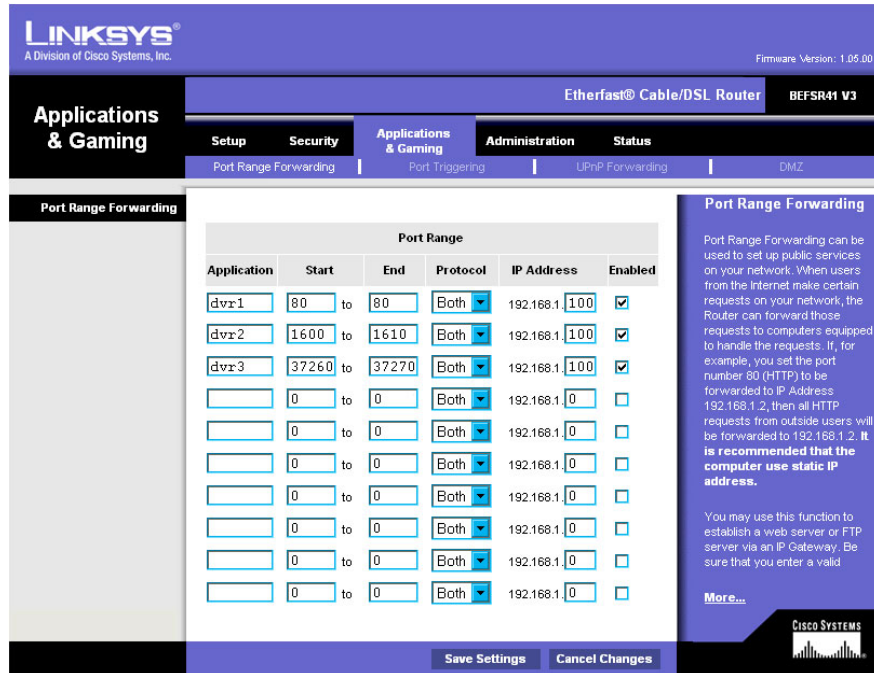 LINKSYS®
A Division of Cisco Systems, Inc.
Firmware Version: 1.05.00
Applications & Gaming
Etherfast® Cable/DSL Router BEFSR41 V3
Setup Security Applications & Gaming Administration Status
Port Range Forwarding Port Triggering UPnP Forwarding DMZ
Port Range Forwarding
Port Range
Application Start End Protocol IP Address Enabled
dvr1 80 to 80 Both 192.168.1. 100
dvr2 1600 to 1610 Both 192.168.1. 100
dvr3 37260 to 37270 Both 192.168.1. 100
0 to 0 Both 192.168.1. 0
0 to 0 Both 192.168.1. 0
0 to 0 Both 192.168.1. 0
0 to 0 Both 192.168.1. 0
0 to 0 Both 192.168.1. 0
0 to 0 Both 192.168.1. 0
0 to 0 Both 192.168.1. 0
Port Range Forwarding
Port Range Forwarding can be
used to set up public services
on your network. When users
from the Internet make certain
requests on your network, the
Router can forward those
requests to computers equipped
to handle the requests. If, for
example, you set the port
number 80 (HTTP) to be
forwarded to IP Address
192.168.1.2, then all HTTP
requests from outside users will
be forwarded to 192.168.1.2. It
is recommended that the
computer use static IP
address.
You may use this function to
establish a web server or FTP
server via an IP Gateway. Be
sure that you enter a valid
More...
Save Settings Cancel Changes
CISCO SYSTEMS